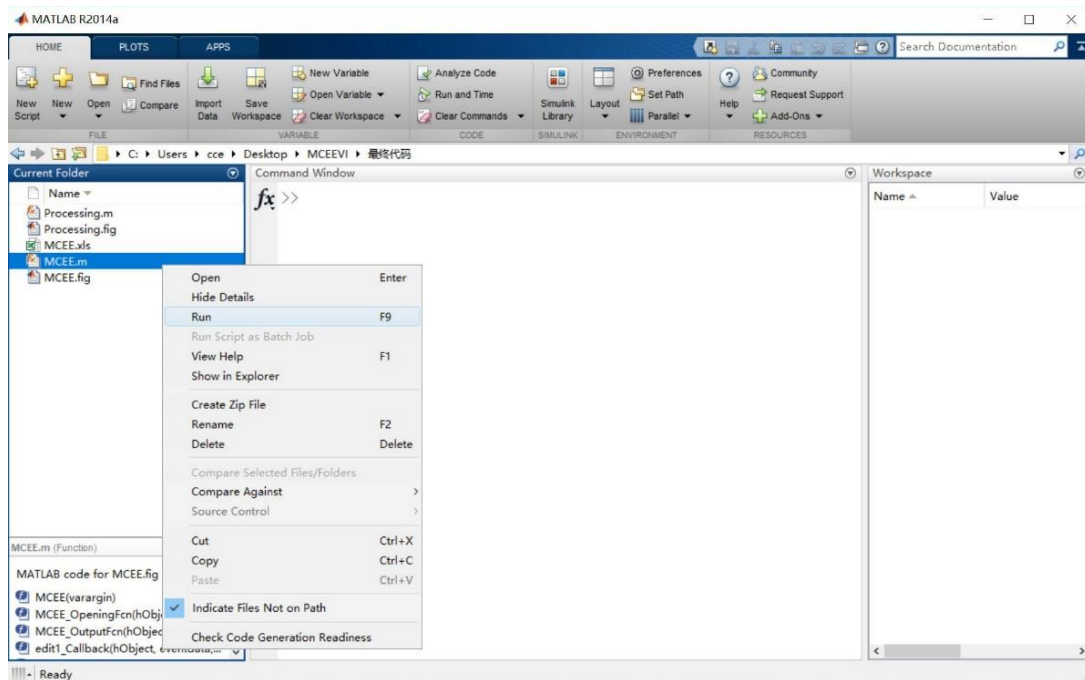 MATLAB R2014a
HOME PLOTS APPS Search Documentation
New Script New Open Find Files Compare Import Data Save Workspace New Variable Open Variable Clear Workspace Analyze Code Run and Time Clear Commands Simulink Library Layout Preferences Set Path Parallel Help Community Request Support Add-Ons
FILE VARIABLE CODE SIMULINK ENVIRONMENT RESOURCES
C: Users cce Desktop MCEEVI 最终代码
Current Folder Command Window Workspace
Name fx >> Name Value
Processing.m
Processing.fig
MCEE.xls
MCEE.m
MCEE.fig
Open Enter
Hide Details
Run F9
Run Script as Batch Job
View Help F1
Show in Explorer
Create Zip File
Rename F2
Delete Delete
Compare Selected Files/Folders
Compare Against
Source Control
Cut Ctrl+X
Copy Ctrl+C
Paste Ctrl+V
Indicate Files Not on Path
Check Code Generation Readiness
MCEE.m (Function)
MATLAB code for MCEE.fig
MCEE(varargin)
MCEE_OpeningFcn(hObj
MCEE_OutputFcn(hObjec
edit1_Callback(hObject, eventdata,...
Ready